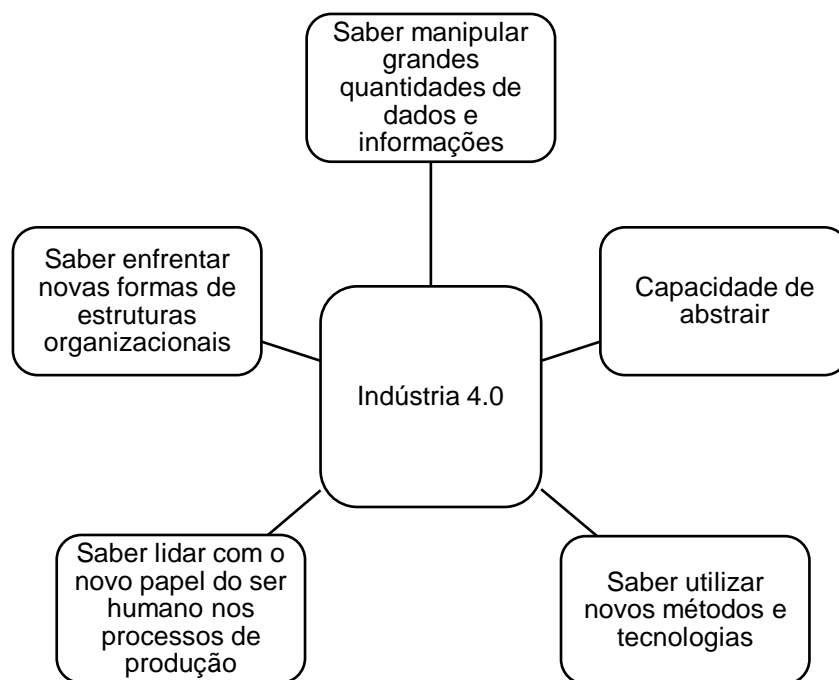 Saber manipular
grandes
quantidades de
dados e
informações
Saber enfrentar
novas formas de
estruturas
organizacionais
Capacidade de
abstrair
Indústria 4.0
Saber lidar com o
novo papel do ser
humano nos
processos de
produção
Saber utilizar
novos métodos e
tecnologias